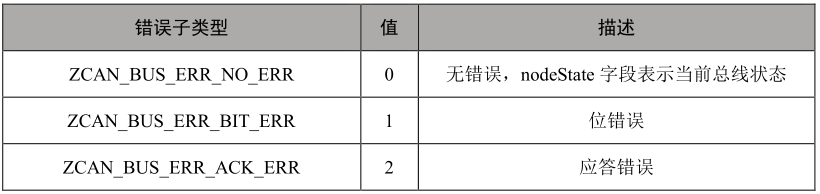 错误子类型 值 描述
ZCAN_BUS_ERR_NO_ERR 0 无错误，nodeState 字段表示当前总线状态
ZCAN_BUS_ERR_BIT_ERR 1 位错误
ZCAN_BUS_ERR_ACK_ERR 2 应答错误